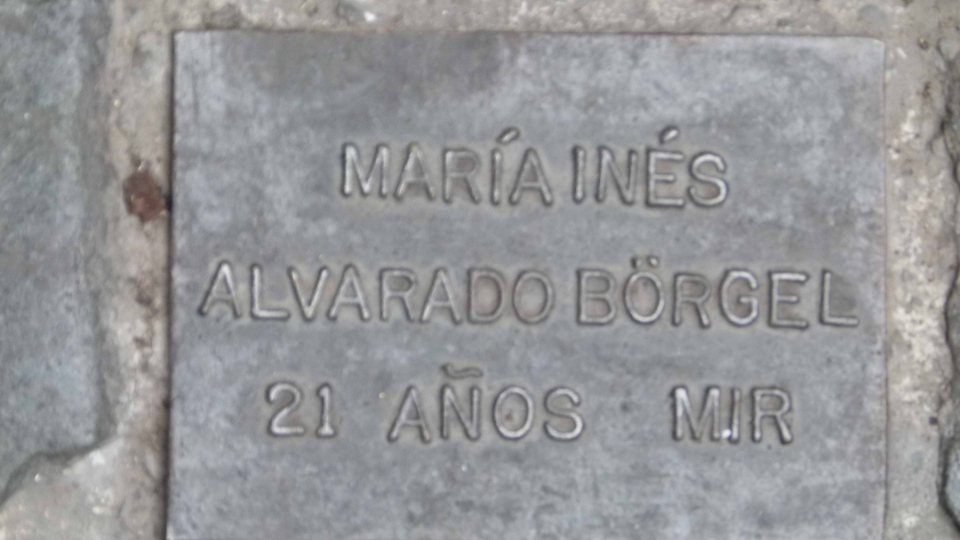 MARÍA INÉS
ALVARADO BÖRGEL
21 AÑOS MIR